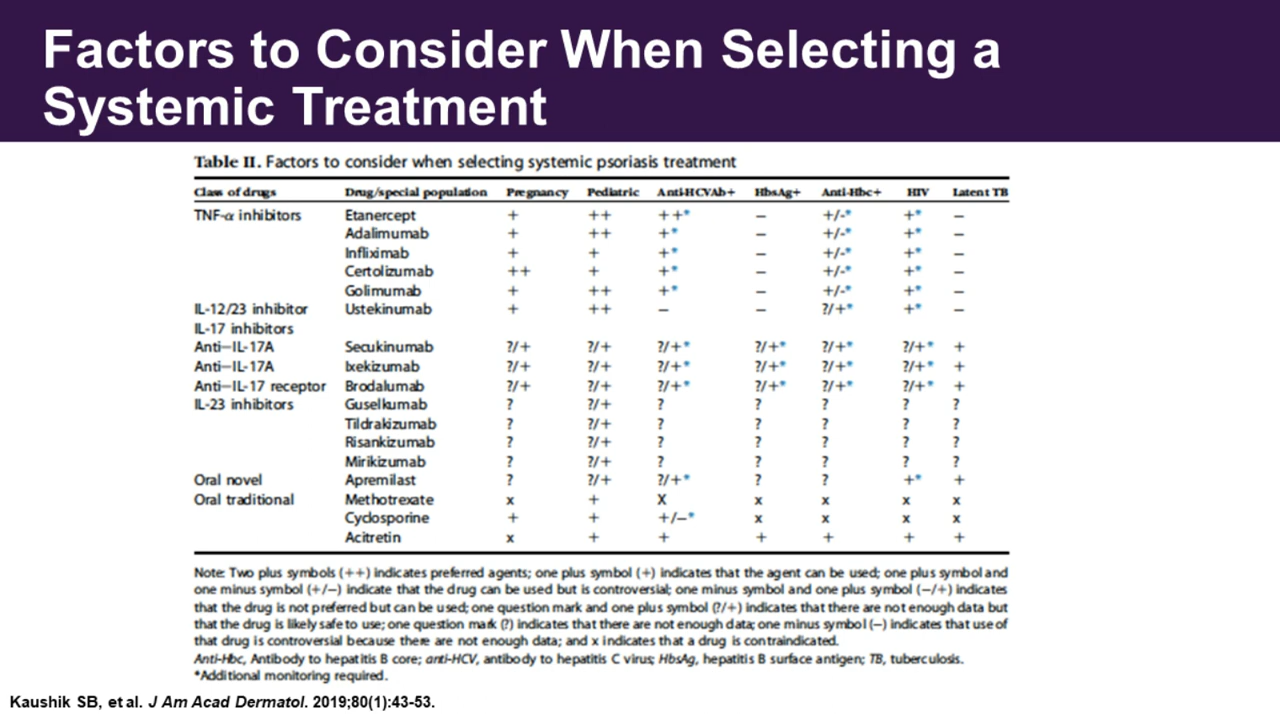 Factors to Consider When Selecting a
Systemic Treatment
Table II. Factors to consider when selecting systemic psoriasis treatment
Class of drugs Drug/special population Pregnancy Pediatric Anti-HCVAb+ HbsAg+ Anti-Hbc+ HIV Latent TB
TNF-α inhibitors Etanercept + ++ ++* – +/-* +* –
Adalimumab + ++ +* – +/-* +* –
Infliximab + + +* – +/-* +* –
Certolizumab ++ + +* – +/-* +* –
Golimumab + ++ +* – +/-* +* –
IL-12/23 inhibitor Ustekinumab + ++ – – ?/+* +* –
IL-17 inhibitors
Anti–IL-17A Secukinumab ?/+ ?/+ ?/+* ?/+* ?/+* ?/+* +
Anti–IL-17A Ixekizumab ?/+ ?/+ ?/+* ?/+* ?/+* ?/+* +
Anti–IL-17 receptor Brodalumab ?/+ ?/+ ?/+* ?/+* ?/+* ?/+* +
IL-23 inhibitors Guselkumab ? ?/+ ? ? ? ? ?
Tildrakizumab ? ?/+ ? ? ? ? ?
Risankizumab ? ?/+ ? ? ? ? ?
Mirikizumab ? ?/+ ? ? ? ? ?
Oral novel Apremilast ? ?/+ ?/+* ? ? +* +
Oral traditional Methotrexate x + X x x x x
Cyclosporine + + +/–* x x x x
Acitretin x + + + + + +
Note: Two plus symbols (++) indicates preferred agents; one plus symbol (+) indicates that the agent can be used; one plus symbol and
one minus symbol (+/–) indicate that the drug can be used but is controversial; one minus symbol and one plus symbol (–/+) indicates
that the drug is not preferred but can be used; one question mark and one plus symbol (?/+) indicates that there are not enough data but
that the drug is likely safe to use; one question mark (?) indicates that there are not enough data; one minus symbol (–) indicates that use of
that drug is controversial because there are not enough data; and x indicates that a drug is contraindicated.
Anti-Hbc, Antibody to hepatitis B core; anti-HCV, antibody to hepatitis C virus; HbsAg, hepatitis B surface antigen; TB, tuberculosis.
*Additional monitoring required.
Kaushik SB, et al. J Am Acad Dermatol. 2019;80(1):43-53.